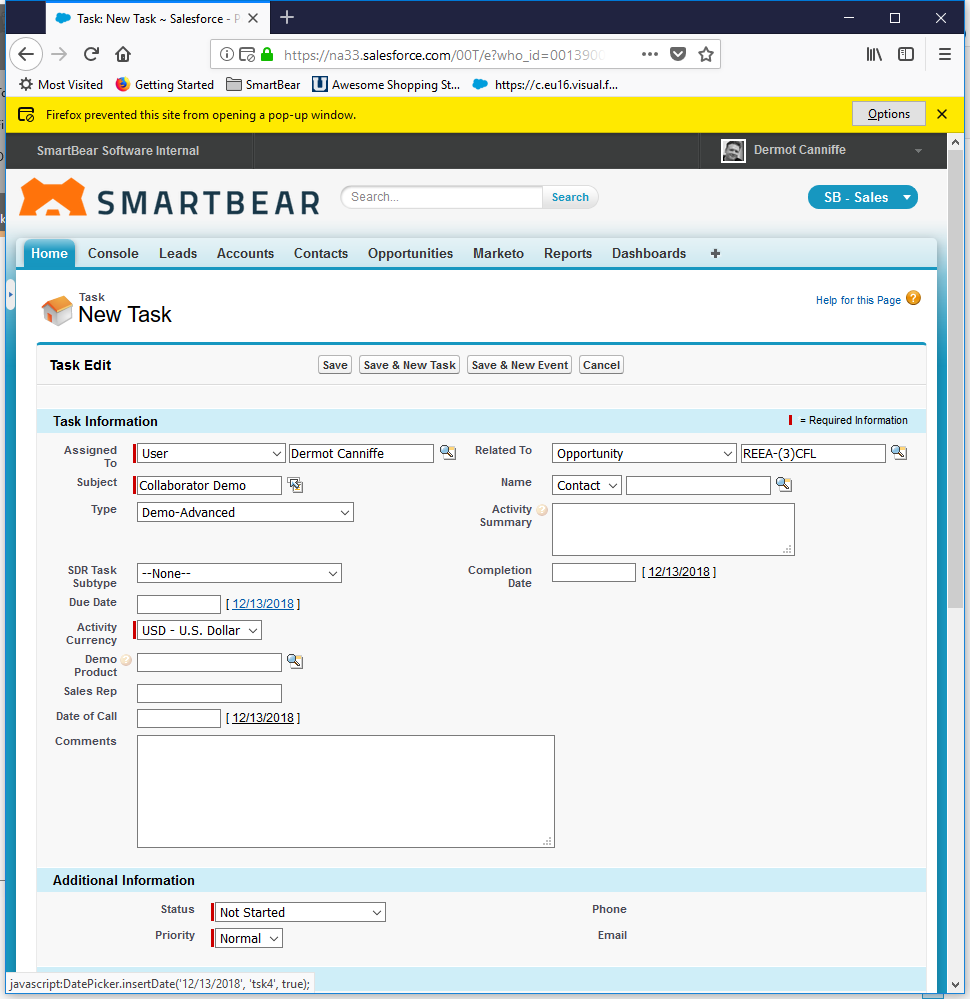 Task: New Task ~ Salesforce - P
https://na33.salesforce.com/00T/e?who_id=0013900
Most Visited Getting Started SmartBear Awesome Shopping St... https://c.eu16.visual.f...
Firefox prevented this site from opening a pop-up window. Options
SmartBear Software Internal Dermot Canniffe
SMARTBEAR Search... Search SB - Sales
Home Console Leads Accounts Contacts Opportunities Marketo Reports Dashboards +
Task
New Task Help for this Page ?
Task Edit Save Save & New Task Save & New Event Cancel
Task Information = Required Information
Assigned To User Dermot Canniffe Related To Opportunity REEA-(3)CFL
Subject Collaborator Demo Name Contact
Type Demo-Advanced Activity Summary
SDR Task Subtype --None-- Completion Date [ 12/13/2018 ]
Due Date [ 12/13/2018 ]
Activity Currency USD - U.S. Dollar
Demo Product
Sales Rep
Date of Call [ 12/13/2018 ]
Comments
Additional Information
Status Not Started Phone
Priority Normal Email
javascript:DatePicker.insertDate('12/13/2018', 'tsk4', true);